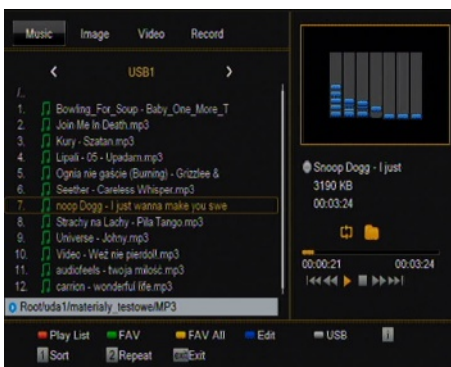 Music Image Video Record
USB1
/..
1. Bowling_For_Soup - Baby_One_More_T
2. Join Me In Death.mp3
3. Kury - Szatan.mp3
4. Lipali - 05 - Upadam.mp3
5. Ognia nie gaście (Burning) - Grizzlee &
6. Seether - Careless Whisper.mp3
7. noop Dogg - I just wanna make you swe
8. Strachy na Lachy - Pila Tango.mp3
9. Universe - Johny.mp3
10. Video - Weź nie pierdol!.mp3
11. audiofeels - twoja miłość.mp3
12. carrion - wonderful life.mp3
Root/uda1/materialy_testowe/MP3
Snoop Dogg - I just
3190 KB
00:03:24
00:00:21 00:03:24
Play List FAV FAV All Edit USB i
1 Sort 2 Repeat EXIT Exit